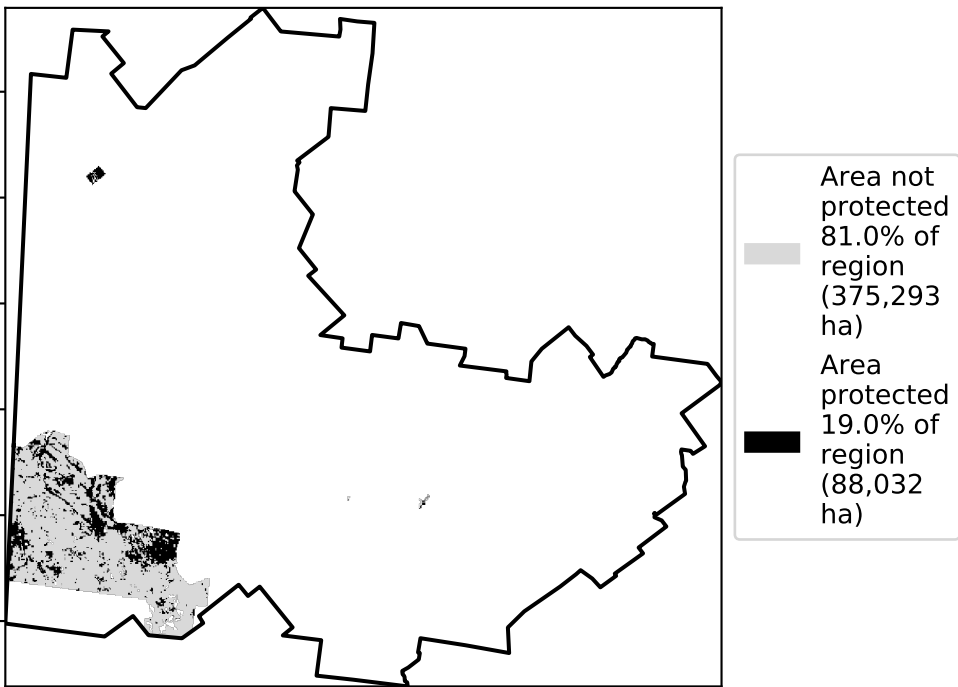 Area not
protected
81.0% of
region
(375,293
ha)
Area
protected
19.0% of
region
(88,032
ha)